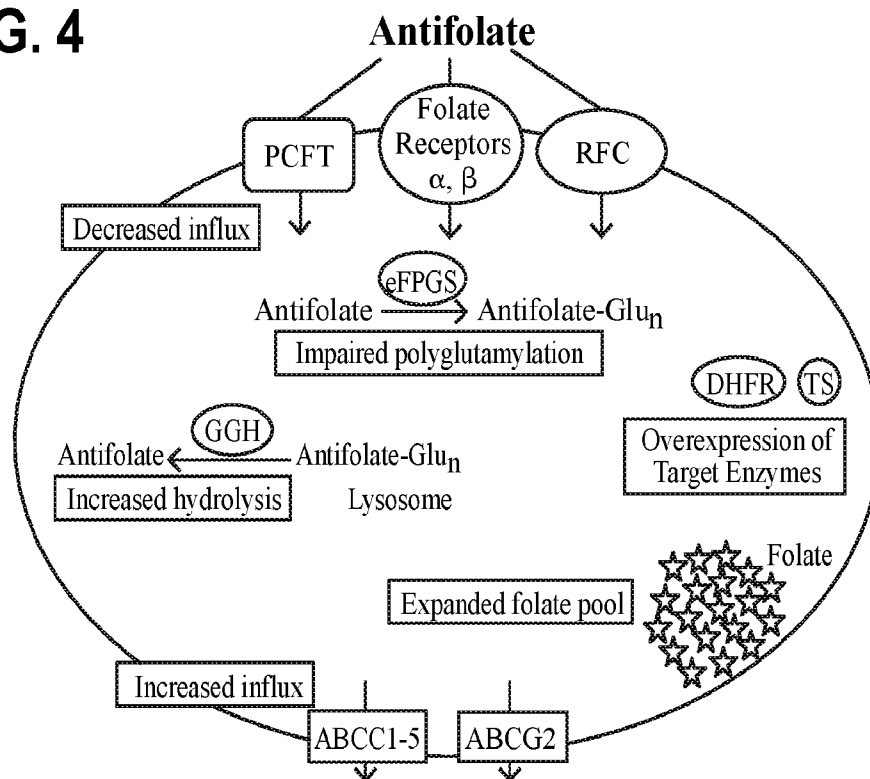 G. 4
Antifolate
PCFT
Folate
Receptors
α, β
RFC
Decreased influx
eFPGS
Antifolate
Antifolate-Glun
Impaired polyglutamylation
DHFR
TS
Overexpression of
Target Enzymes
GGH
Antifolate
Antifolate-Glun
Increased hydrolysis
Lysosome
Folate
Expanded folate pool
Increased influx
ABCC1-5
ABCG2